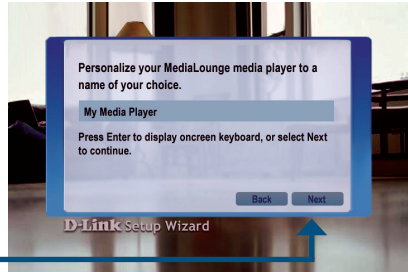 Personalize your MediaLounge media player to a
name of your choice.
My Media Player
Press Enter to display oncreen keyboard, or select Next
to continue.
Back Next
D-Link Setup Wizard